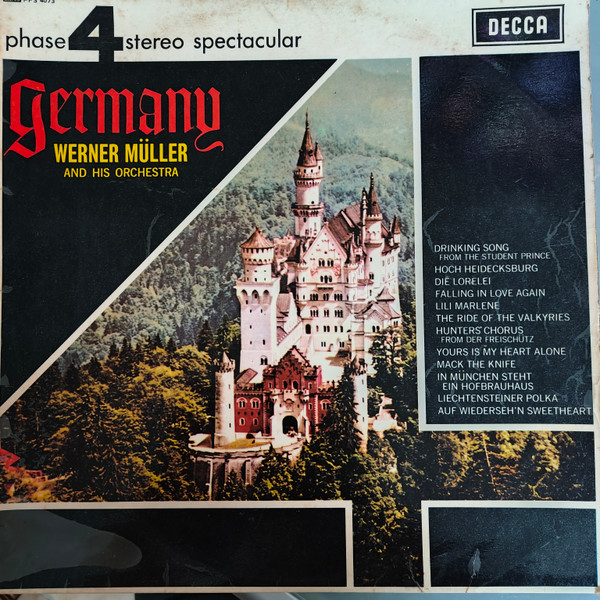 phase 4 stereo spectacular
DECCA
Germany
WERNER MÜLLER
AND HIS ORCHESTRA
DRINKING SONG
FROM THE STUDENT PRINCE
HOCH HEIDECKSBURG
DIE LORELEI
FALLING IN LOVE AGAIN
LILI MARLENE
THE RIDE OF THE VALKYRIES
HUNTERS' CHORUS
FROM DER FREISCHÜTZ
YOURS IS MY HEART ALONE
MACK THE KNIFE
IN MÜNCHEN STEHT
EIN HOFBRAUHAUS
LIECHTENSTEINER POLKA
AUF WIEDERSEH'N SWEETHEART